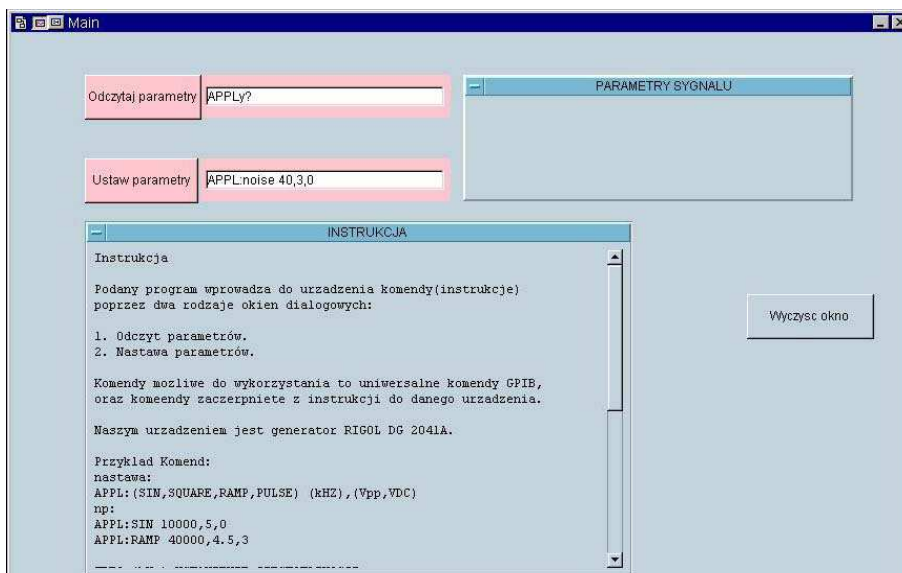 Main
Odczytaj parametry
APPLy?
PARAMETRY SYGNALU
Ustaw parametry
APPL:noise 40,3,0
INSTRUKCJA
Instrukcja
Podany program wprowadza do urzadzenia komendy(instrukcje)
poprzez dwa rodzaje okien dialogowych:
1. Odczyt parametrów.
2. Nastawa parametrów.
Komendy mozliwe do wykorzystania to uniwersalne komendy GPIB,
oraz komeendy zaczerpniete z instrukcji do danego urzadzenia.
Naszym urzadzeniem jest generator RIGOL DG 2041A.
Przyklad Komend:
nastawa:
APPL:(SIN,SQUARE,RAMP,PULSE) (kHZ),(Vpp,VDC)
np:
APPL:SIN 10000,5,0
APPL:RAMP 40000,4.5,3
Wyczysc okno